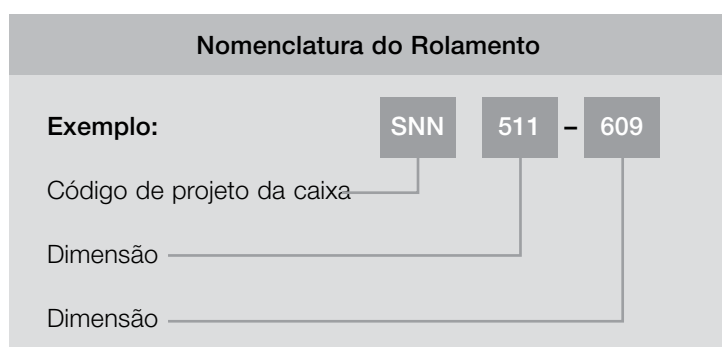 Nomenclatura do Rolamento
Exemplo: SNN 511 – 609
Código de projeto da caixa
Dimensão
Dimensão